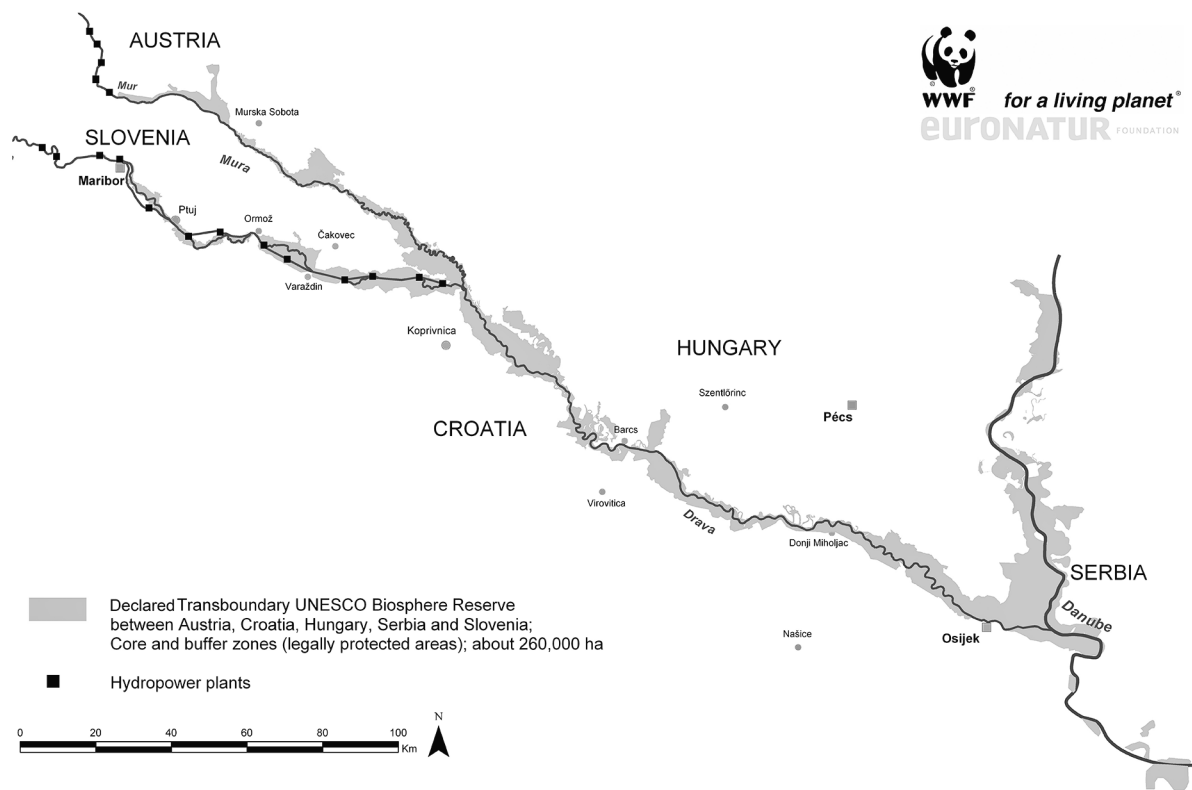 AUSTRIA
Mur
WWF
®
for a living planet®
euroNATUR FOUNDATION
Murska Sobota
SLOVENIA
Mura
Maribor
Ptuj
Ormož
Čakovec
Varaždin
Koprivnica
HUNGARY
Szentlőrinc
Pécs
CROATIA
Barcs
Virovitica
Drava
Donji Miholjac
SERBIA
Danube
Osijek
Našice
Declared Transboundary UNESCO Biosphere Reserve
between Austria, Croatia, Hungary, Serbia and Slovenia;
Core and buffer zones (legally protected areas); about 260,000 ha
Hydropower plants
N
0 20 40 60 80 100
Km